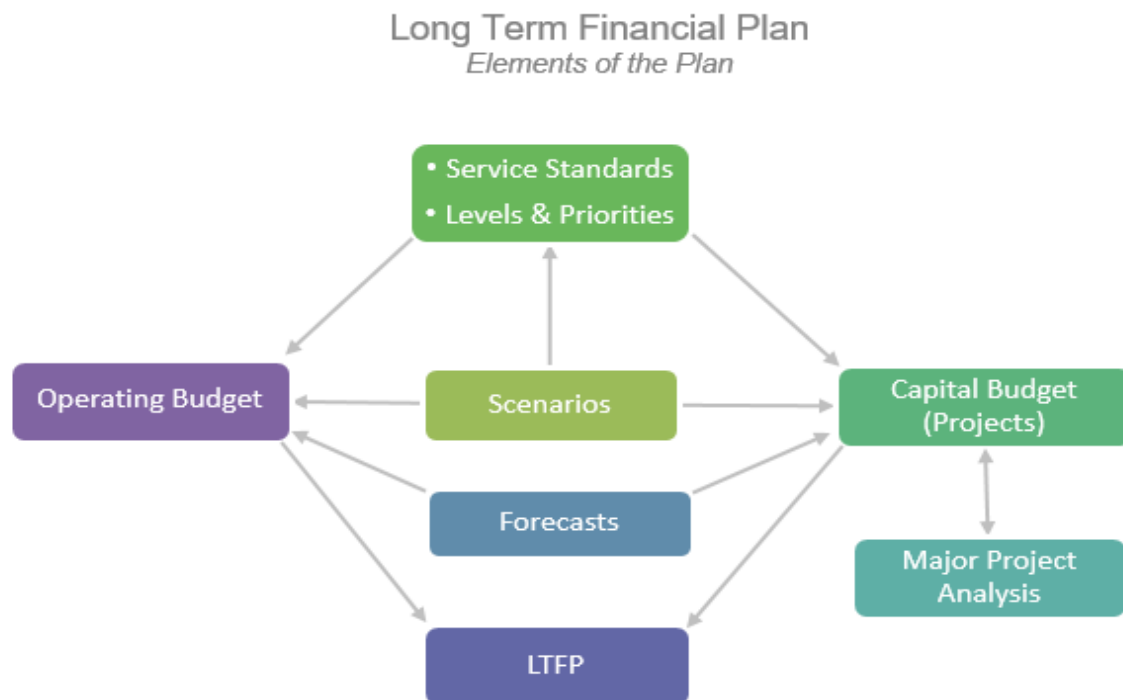 Long Term Financial Plan
Elements of the Plan
• Service Standards
• Levels & Priorities
Operating Budget
Scenarios
Capital Budget
(Projects)
Forecasts
Major Project
Analysis
LTFP